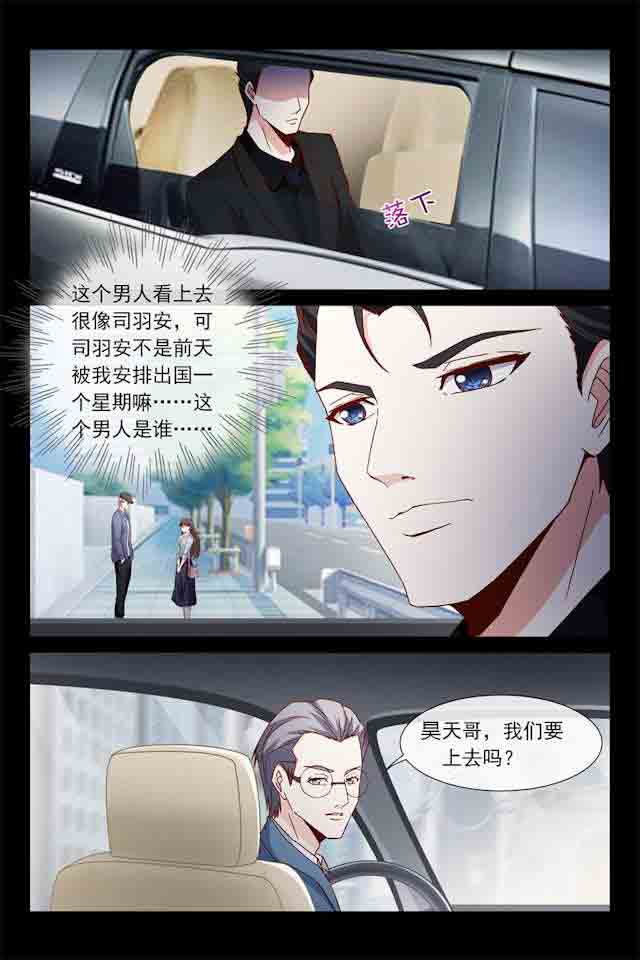 落下
这个男人看上去
很像司羽安，可
司羽安不是前天
被我安排出国一
个星期嘛……这
个男人是谁……
昊天哥，我们要
上去吗？